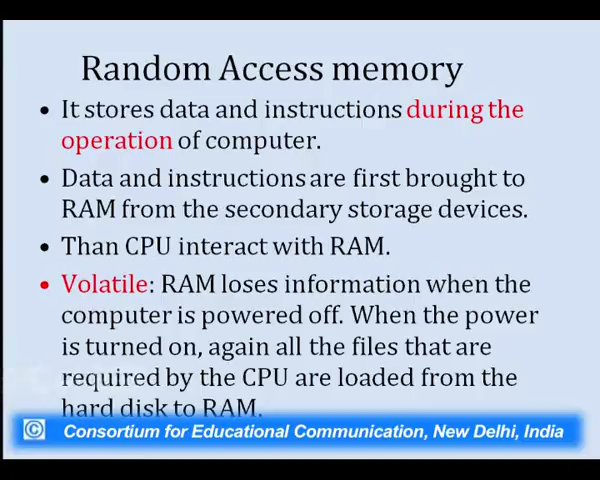 Random Access memory
• It stores data and instructions during the
operation of computer.
• Data and instructions are first brought to
RAM from the secondary storage devices.
• Than CPU interact with RAM.
• Volatile: RAM loses information when the
computer is powered off. When the power
is turned on, again all the files that are
required by the CPU are loaded from the
hard disk to RAM.
© Consortium for Educational Communication, New Delhi, India